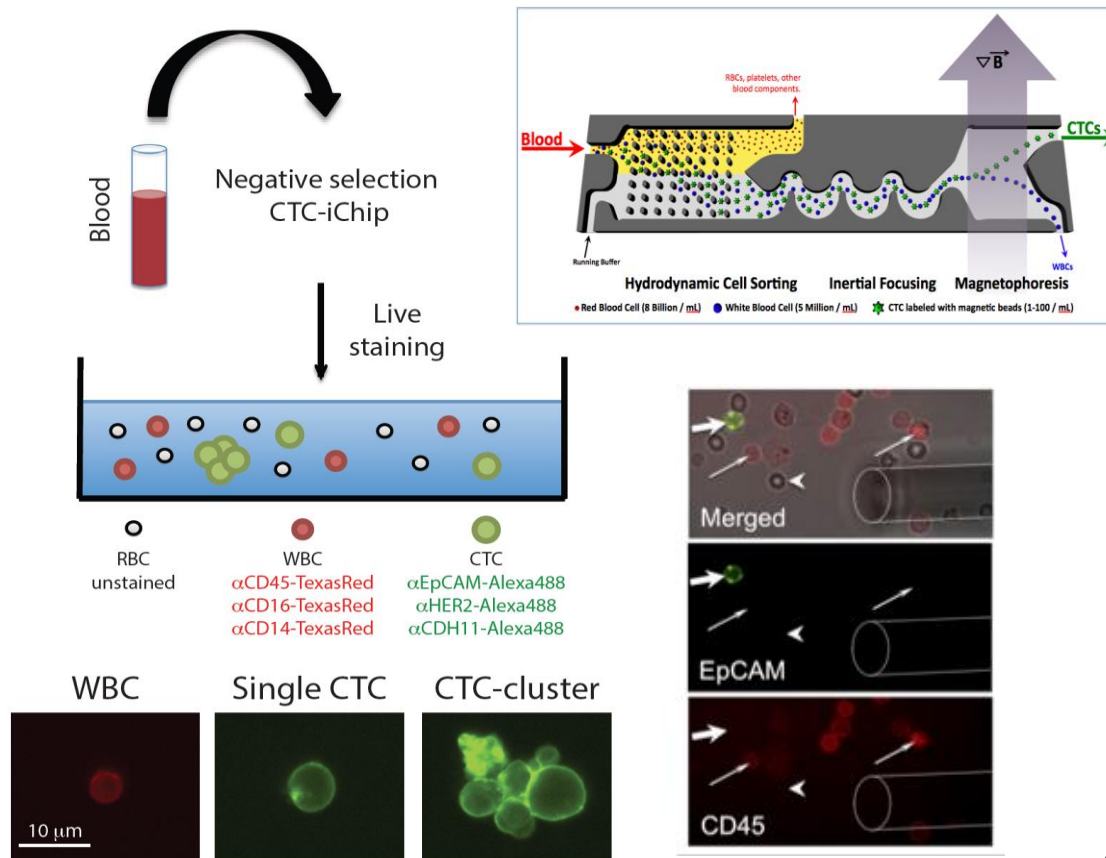 Blood
Negative selection
CTC-iChip
Live
staining
RBC
unstained
WBC
αCD45-TexasRed
αCD16-TexasRed
αCD14-TexasRed
CTC
αEpCAM-Alexa488
αHER2-Alexa488
αCDH11-Alexa488
WBC
Single CTC
CTC-cluster
10 μm
∇B
RBCs, platelets, other
blood components.
Blood
CTCs
Running Buffer
WBCs
Hydrodynamic Cell Sorting
Inertial Focusing
Magnetophoresis
Red Blood Cell (8 Billion / mL)
White Blood Cell (5 Million / mL)
CTC labeled with magnetic beads (1-100 / mL)
Merged
EpCAM
CD45